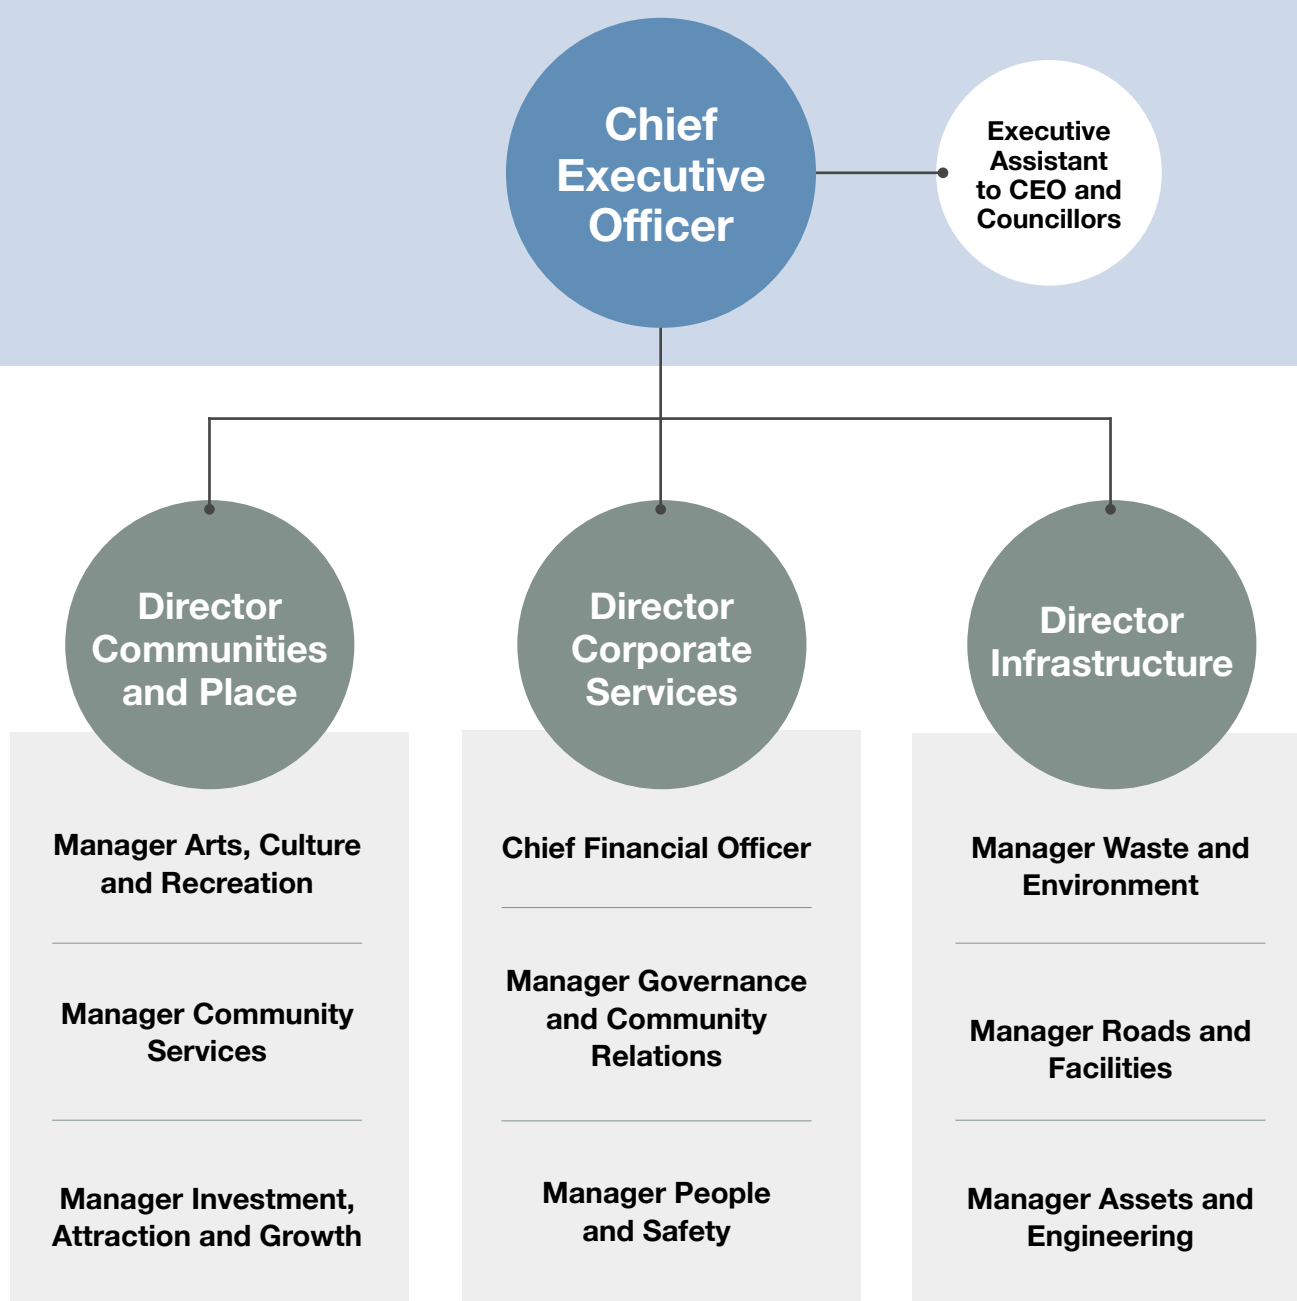 Chief
Executive
Officer
Executive
Assistant
to CEO and
Councillors
Director
Communities
and Place
Manager Arts, Culture
and Recreation
Manager Community
Services
Manager Investment,
Attraction and Growth
Director
Corporate
Services
Chief Financial Officer
Manager Governance
and Community
Relations
Manager People
and Safety
Director
Infrastructure
Manager Waste and
Environment
Manager Roads and
Facilities
Manager Assets and
Engineering